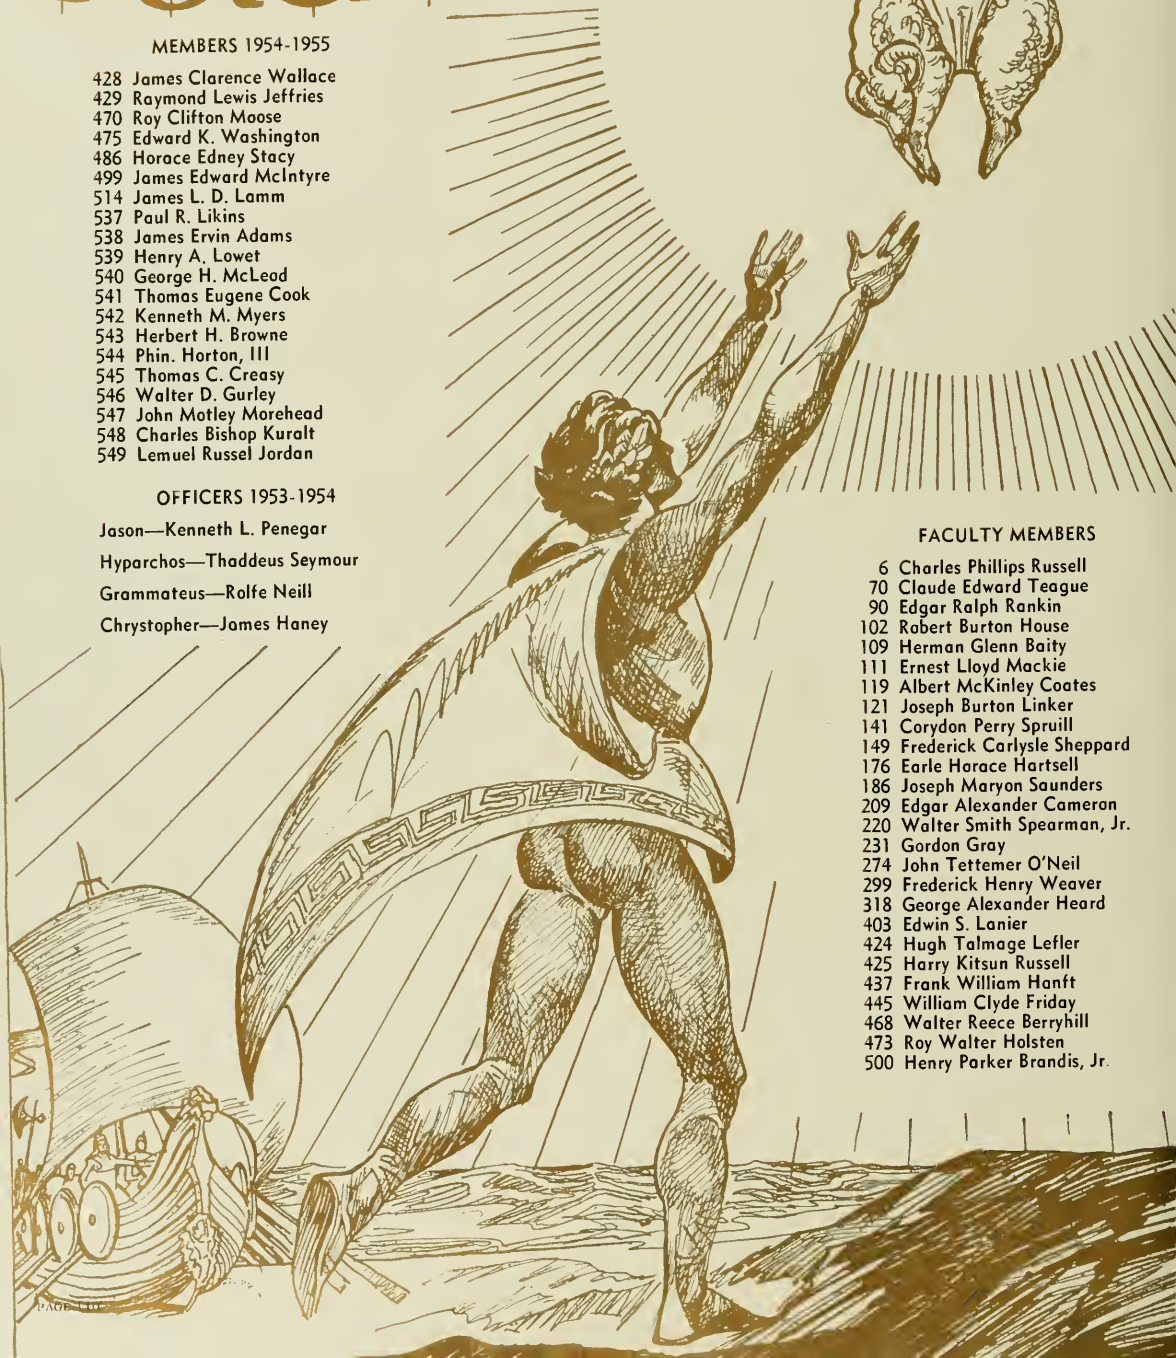 MEMBERS 1954-1955
428 James Clarence Wallace
429 Raymond Lewis Jeffries
470 Roy Clifton Moose
475 Edward K. Washington
486 Horace Edney Stacy
499 James Edward McIntyre
514 James L. D. Lamm
537 Paul R. Likins
538 James Ervin Adams
539 Henry A. Lowet
540 George H. McLeod
541 Thomas Eugene Cook
542 Kenneth M. Myers
543 Herbert H. Browne
544 Phin. Horton, III
545 Thomas C. Creasy
546 Walter D. Gurley
547 John Motley Morehead
548 Charles Bishop Kuralt
549 Lemuel Russel Jordan
OFFICERS 1953-1954
Jason—Kenneth L. Penegar
Hyparchos—Thaddeus Seymour
Grammateus—Rolfe Neill
Chrystopher—James Haney
FACULTY MEMBERS
6 Charles Phillips Russell
70 Claude Edward Teague
90 Edgar Ralph Rankin
102 Robert Burton House
109 Herman Glenn Baity
111 Ernest Lloyd Mackie
119 Albert McKinley Coates
121 Joseph Burton Linker
141 Corydon Perry Spruill
149 Frederick Carlysle Sheppard
176 Earle Horace Hartsell
186 Joseph Maryon Saunders
209 Edgar Alexander Cameron
220 Walter Smith Spearman, Jr.
231 Gordon Gray
274 John Tettemer O'Neil
299 Frederick Henry Weaver
318 George Alexander Heard
403 Edwin S. Lanier
424 Hugh Talmage Lefler
425 Harry Kitsun Russell
437 Frank William Hanft
445 William Clyde Friday
468 Walter Reece Berryhill
473 Roy Walter Holsten
500 Henry Parker Brandis, Jr.
PAGE